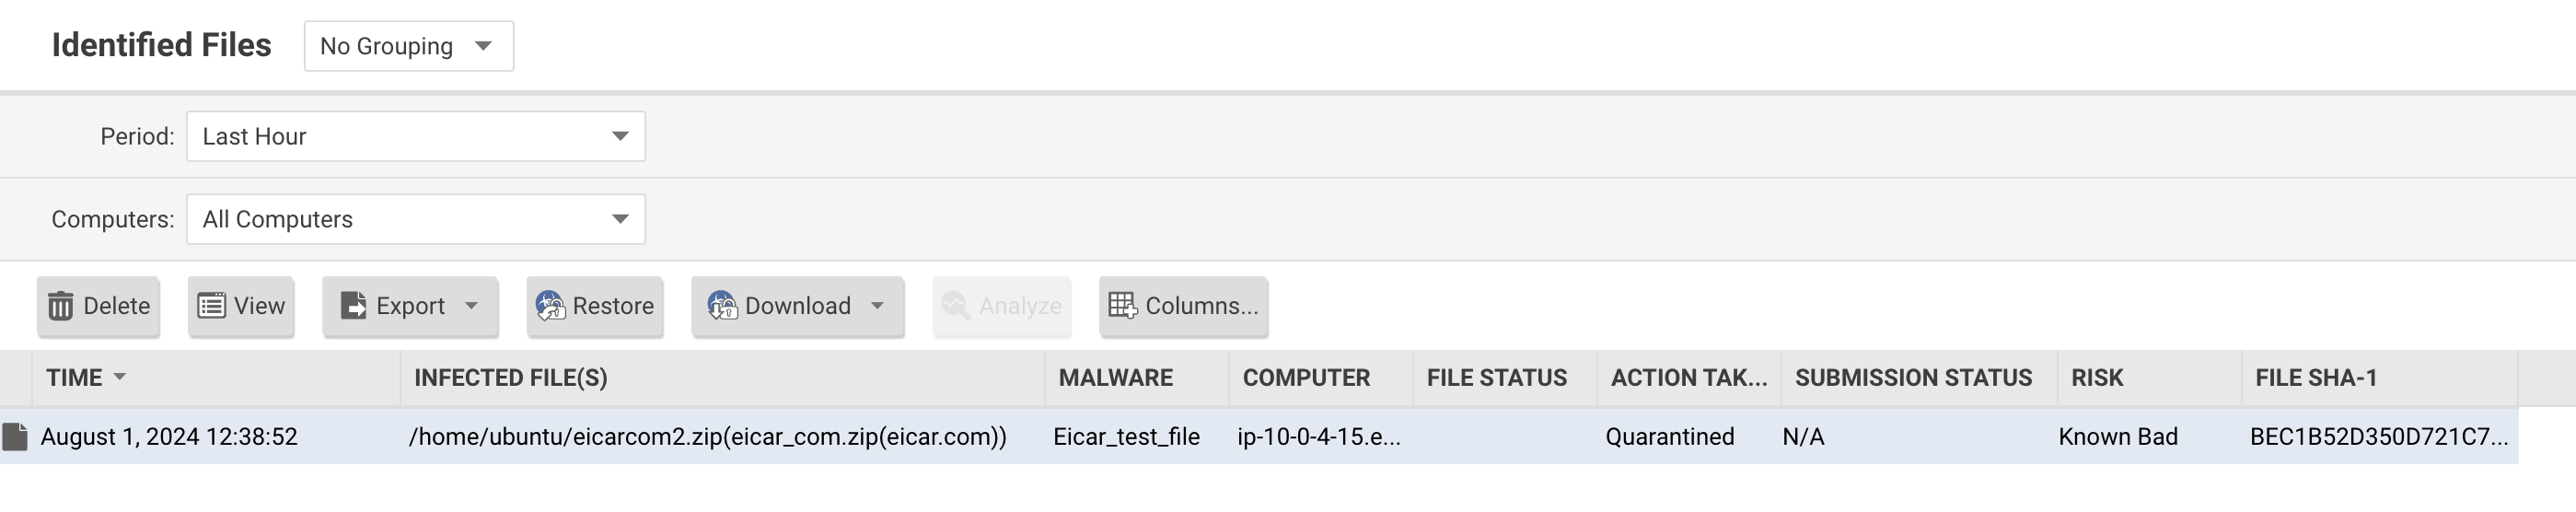 Identified Files No Grouping
Period: Last Hour
Computers: All Computers
Delete View Export Restore Download Analyze Columns...
TIME INFECTED FILE(S) MALWARE COMPUTER FILE STATUS ACTION TAK... SUBMISSION STATUS RISK FILE SHA-1
August 1, 2024 12:38:52 /home/ubuntu/eicarcom2.zip(eicar_com.zip(eicar.com)) Eicar_test_file ip-10-0-4-15.e... Quarantined N/A Known Bad BEC1B52D350D721C7...